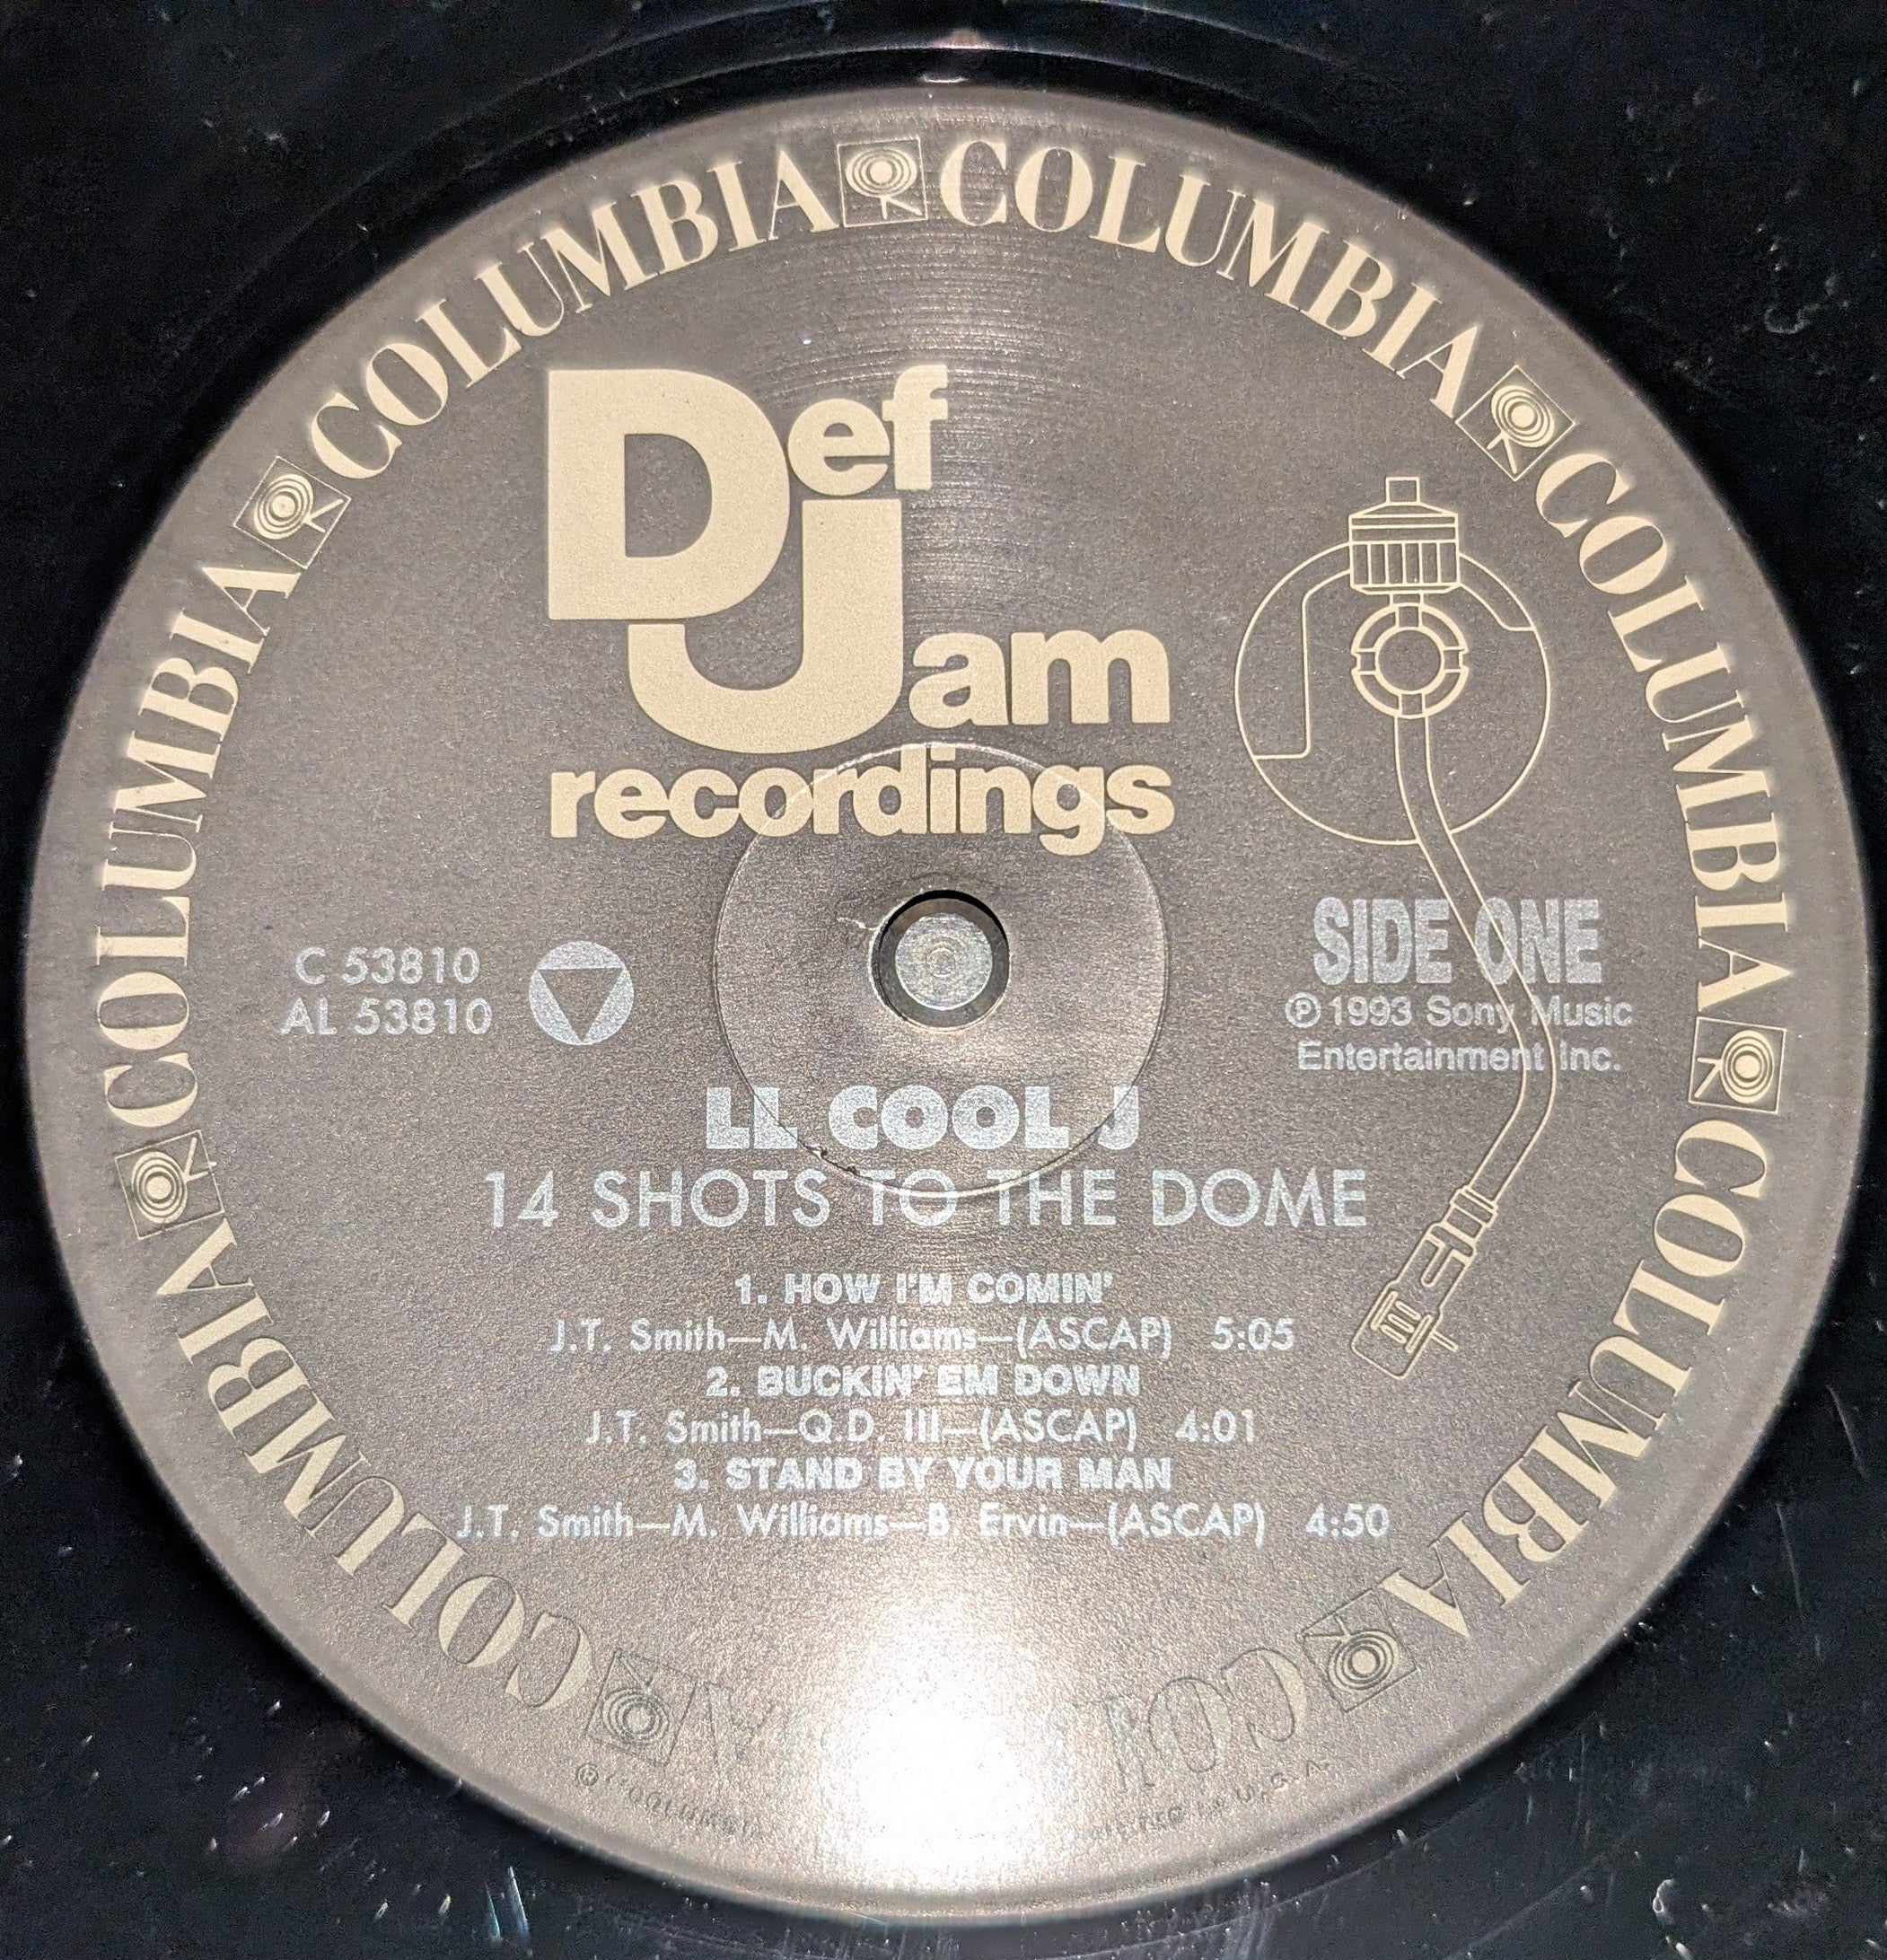 COLUMBIA COLUMBIA COLUMBIA COLUMBIA COLUMBIA COLUMBIA COLUMBIA
Def
Jam
recordings
C 53810
AL 53810
SIDE ONE
℗ 1993 Sony Music
Entertainment Inc.
LL COOL J
14 SHOTS TO THE DOME
1. HOW I'M COMIN'
J.T. Smith—M. Williams—(ASCAP) 5:05
2. BUCKIN' EM DOWN
J.T. Smith—Q.D. III—(ASCAP) 4:01
3. STAND BY YOUR MAN
J.T. Smith—M. Williams—B. Ervin—(ASCAP) 4:50
® "COLUMBIA U.S.A.